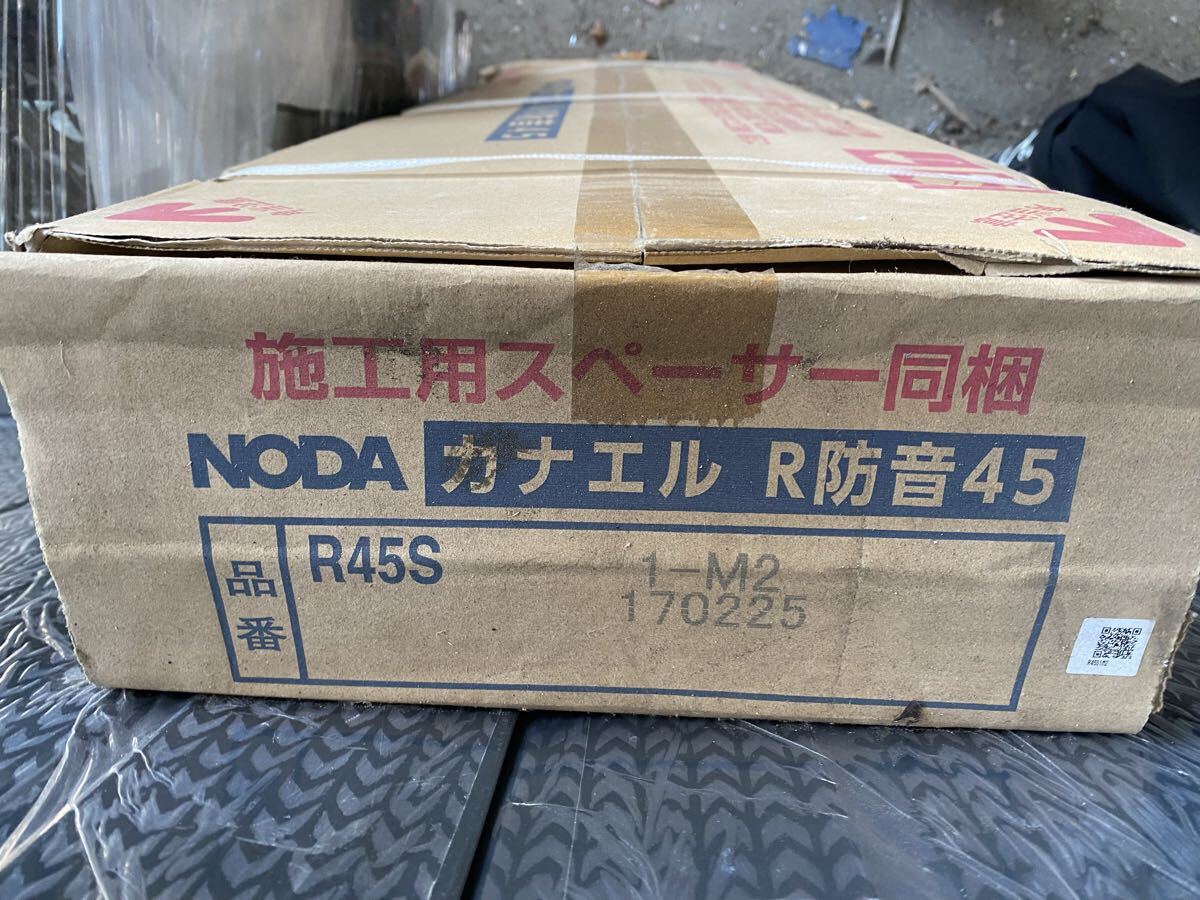 施工用スペーサー同梱
NODA カナエル R防音45
品番 R45S 1-M2
170225